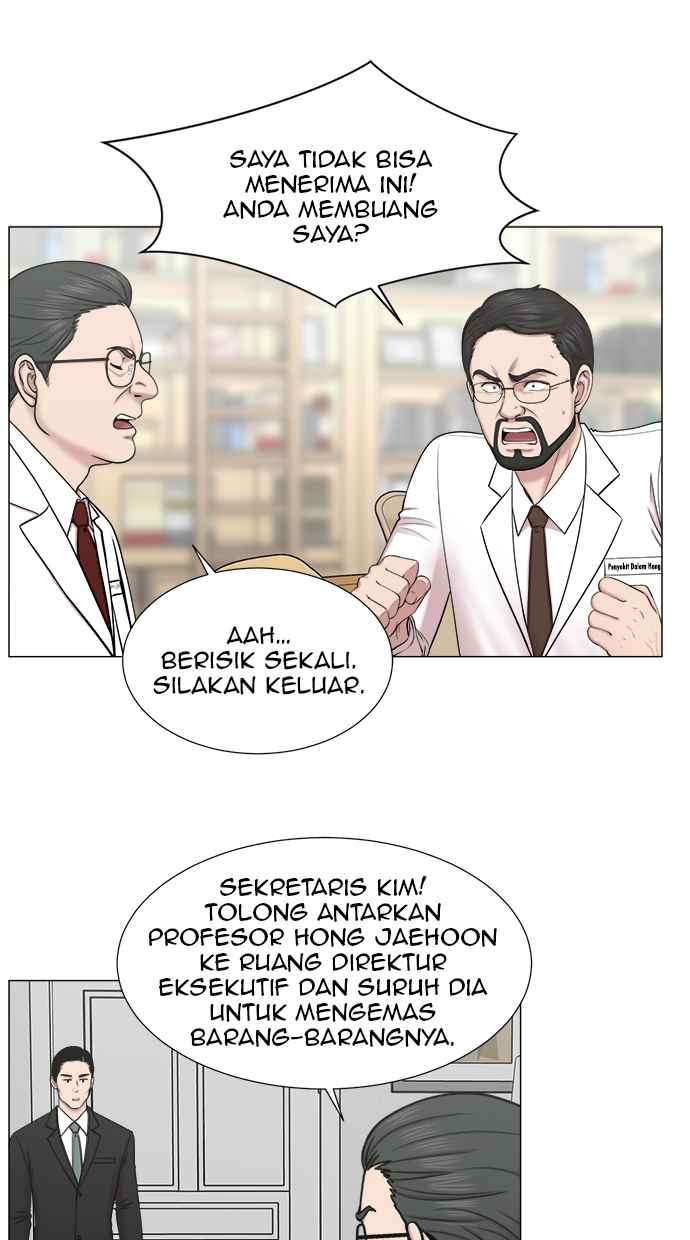 SAYA TIDAK BISA
MENERIMA INI!
ANDA MEMBUANG
SAYA?
Penyakit Dalam Hong
AAH...
BERISIK SEKALI.
SILAKAN KELUAR.
SEKRETARIS KIM!
TOLONG ANTARKAN
PROFESOR HONG JAEHOON
KE RUANG DIREKTUR
EKSEKUTIF DAN SURUH DIA
UNTUK MENGEMAS
BARANG-BARANGNYA.